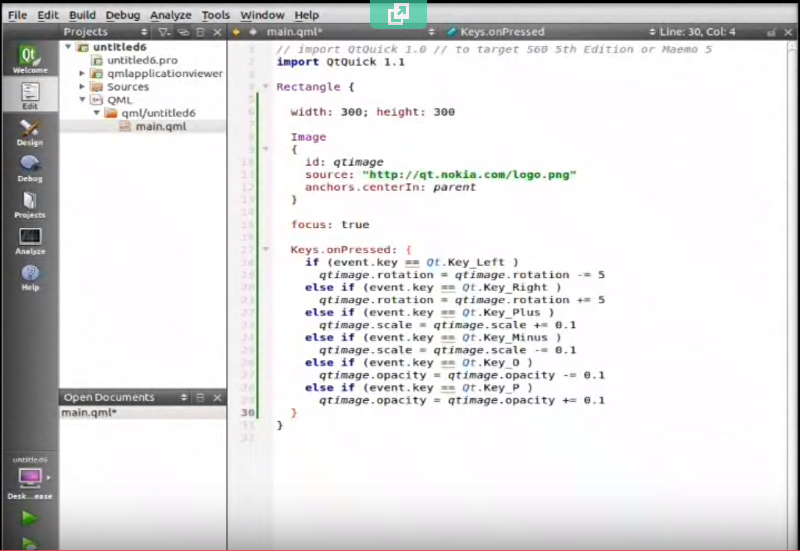 File Edit Build Debug Analyze Tools Window Help
Projects
main.qml*
Keys.onPressed
Line: 30, Col: 4
Qt
Welcome
Edit
Design
Debug
Projects
Analyze
Help
untitled6
untitled6.pro
qmlapplicationviewer
Sources
QML
qml/untitled6
main.qml
// import QtQuick 1.0 // to target S60 5th Edition or Maemo 5
import QtQuick 1.1
Rectangle {
width: 300; height: 300
Image
{
id: qtimage
source: "http://qt.nokia.com/logo.png"
anchors.centerIn: parent
}
focus: true
Keys.onPressed: {
if (event.key == Qt.Key_Left )
qtimage.rotation = qtimage.rotation -= 5
else if (event.key == Qt.Key_Right )
qtimage.rotation = qtimage.rotation += 5
else if (event.key == Qt.Key_Plus )
qtimage.scale = qtimage.scale += 0.1
else if (event.key == Qt.Key_Minus )
qtimage.scale = qtimage.scale -= 0.1
else if (event.key == Qt.Key_O )
qtimage.opacity = qtimage.opacity -= 0.1
else if (event.key == Qt.Key_P )
qtimage.opacity = qtimage.opacity += 0.1
30 }
}
Open Documents
main.qml*
untitled6
Desk...ease